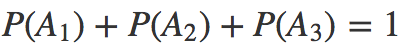 P(A₁) + P(A₂) + P(A₃) = 1